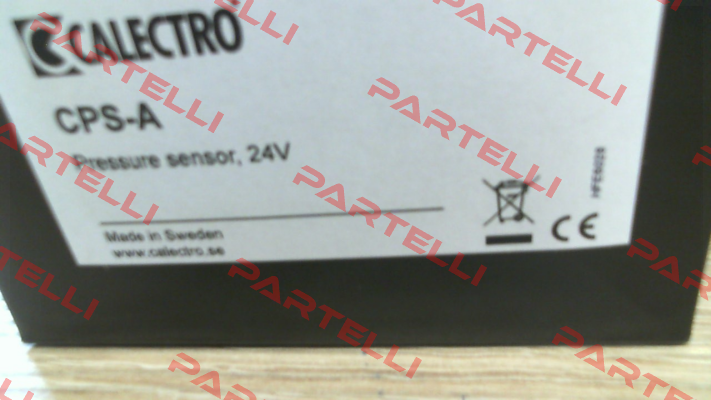 CALECTRO
CPS-A
Pressure sensor, 24V
Made in Sweden
www.calectro.se
CE
PARTELLI
PARTELLI
PARTELLI
PARTELLI
PARTELLI
PARTELLI
PARTELLI